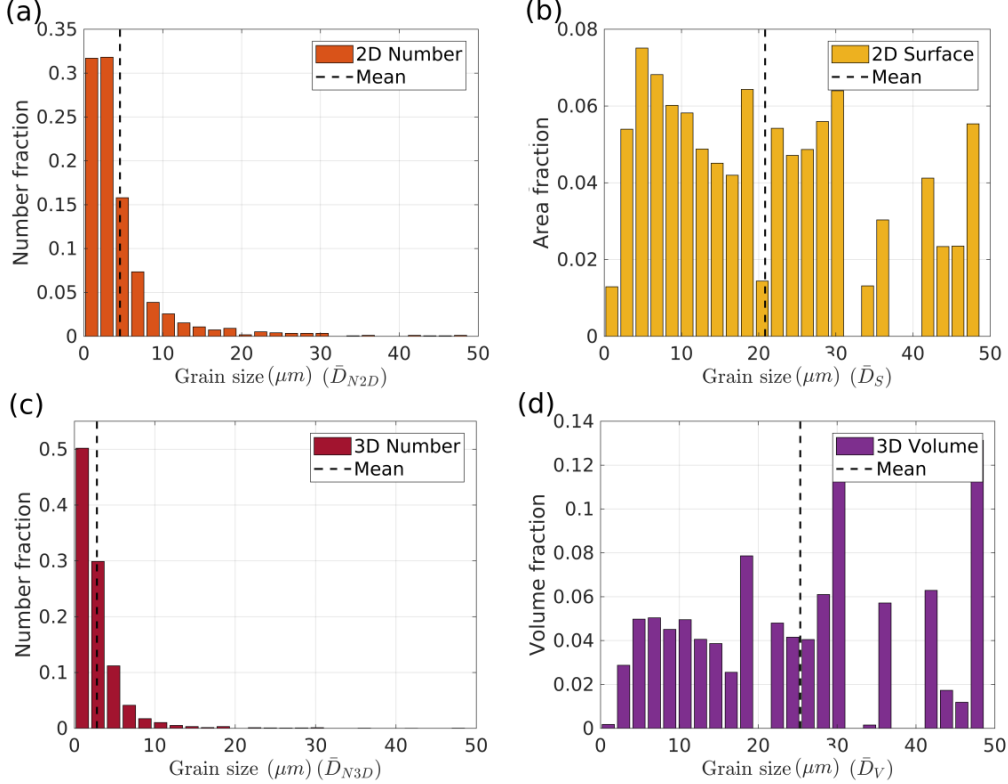 (a)
0.35
0.3
0.25
0.2
0.15
0.1
0.05
0
Number fraction
2D Number
Mean
0 10 20 30 40 50
Grain size (μm) (D̄_{N2D})
(b)
0.08
0.06
0.04
0.02
0
Area fraction
2D Surface
Mean
0 10 20 30 40 50
Grain size (μm) (D̄_S)
(c)
0.5
0.4
0.3
0.2
0.1
0
Number fraction
3D Number
Mean
0 10 20 30 40 50
Grain size (μm) (D̄_{N3D})
(d)
0.14
0.12
0.1
0.08
0.06
0.04
0.02
0
Volume fraction
3D Volume
Mean
0 10 20 30 40 50
Grain size (μm) (D̄_V)